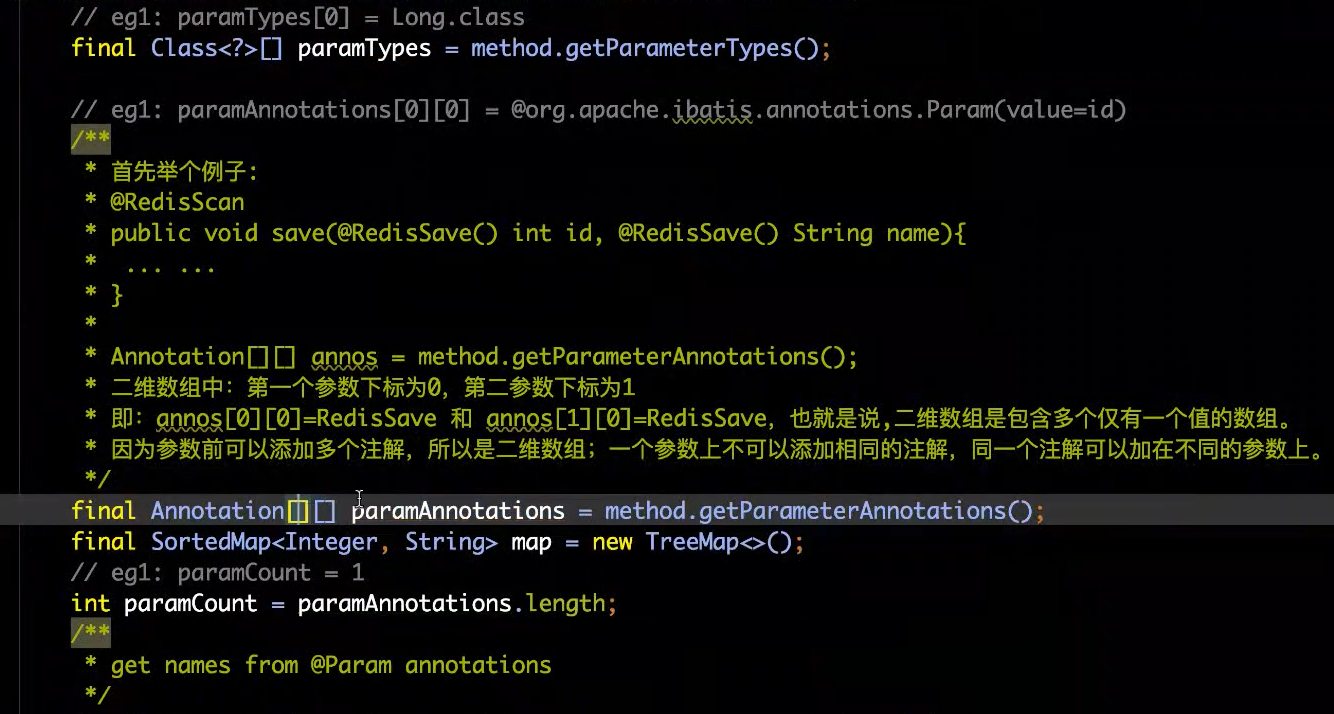 // eg1: paramTypes[0] = Long.class
final Class<?>[] paramTypes = method.getParameterTypes();
// eg1: paramAnnotations[0][0] = @org.apache.ibatis.annotations.Param(value=id)
/**
* 首先举个例子:
* @RedisScan
* public void save(@RedisSave() int id, @RedisSave() String name){
*  ... ...
* }
*
* Annotation[][] annos = method.getParameterAnnotations();
* 二维数组中: 第一个参数下标为0, 第二参数下标为1
* 即: annos[0][0]=RedisSave 和 annos[1][0]=RedisSave, 也就是说,二维数组是包含多个仅有一个值的数组。
* 因为参数前可以添加多个注解, 所以是二维数组; 一个参数上不可以添加相同的注解, 同一个注解可以加在不同的参数上。
*/
final Annotation[][] paramAnnotations = method.getParameterAnnotations();
final SortedMap<Integer, String> map = new TreeMap<>();
// eg1: paramCount = 1
int paramCount = paramAnnotations.length;
/**
* get names from @Param annotations
*/